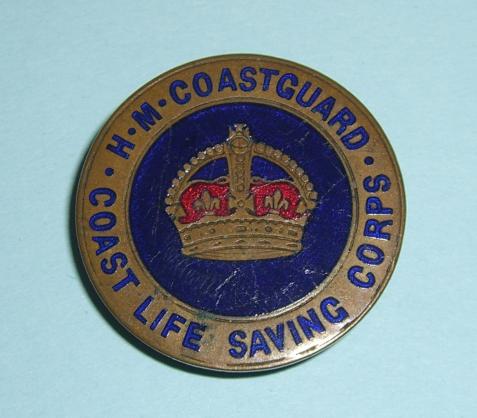 H·M·COASTGUARD·
COAST LIFE SAVING CORPS·